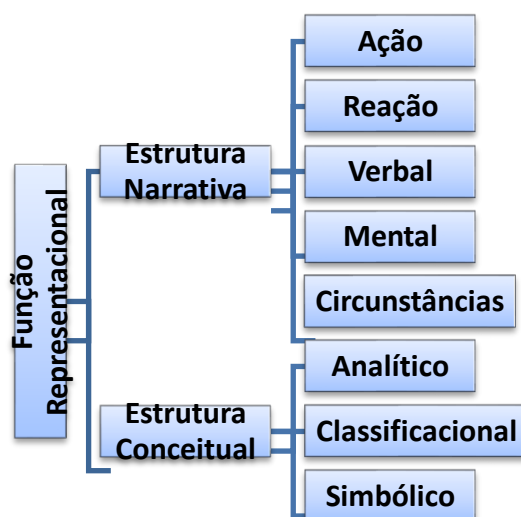 Função
Representacional
Estrutura
Narrativa
Ação
Reação
Verbal
Mental
Circunstâncias
Estrutura
Conceitual
Analítico
Classificacional
Simbólico